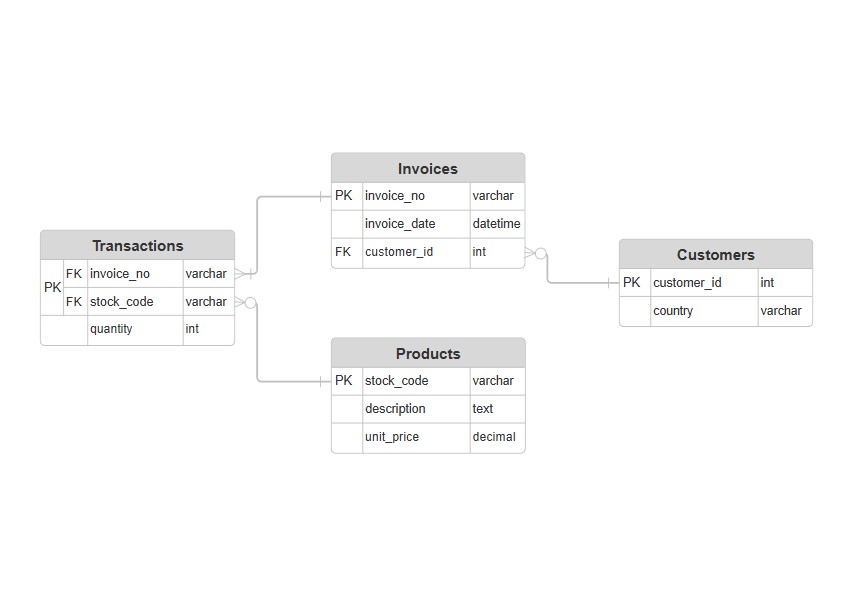 Transactions
PK
FK invoice_no varchar
FK stock_code varchar
quantity int
Invoices
PK invoice_no varchar
invoice_date datetime
FK customer_id int
Products
PK stock_code varchar
description text
unit_price decimal
Customers
PK customer_id int
country varchar